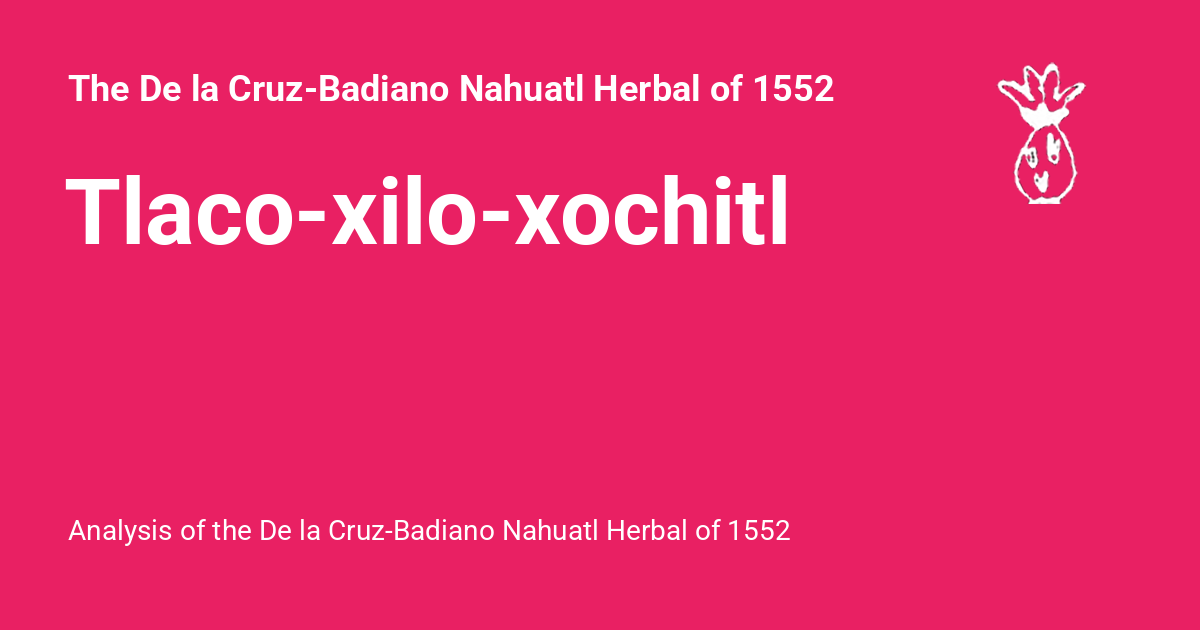 The De la Cruz-Badiano Nahuatl Herbal of 1552
Tlaco-xilo-xochitl
Analysis of the De la Cruz-Badiano Nahuatl Herbal of 1552